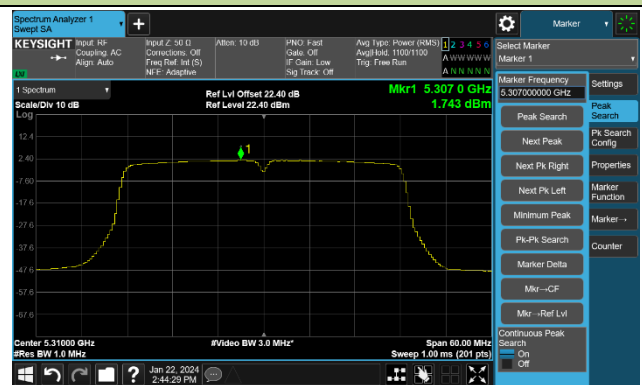 Spectrum Analyzer 1
Swept SA
+
Marker
KEYSIGHT
Input: RF
Coupling: AC
Align: Auto
Input Z: 50 Ω
Corrections: Off
Freq Ref: Int (S)
NFE: Adaptive
Atten: 10 dB
PNO: Fast
Gate: Off
IF Gain: Low
Sig Track: Off
Avg Type: Power (RMS)
Avg|Hold: 1100/1100
Trig: Free Run
1 2 3 4 5 6
A W W W W W
A N N N N N
Select Marker
Marker 1
LW
1 Spectrum
Scale/Div 10 dB
Log
Ref Lvl Offset 22.40 dB
Ref Level 22.40 dBm
Mkr1 5.307 0 GHz
1.743 dBm
12.4
2.40
-7.60
-17.6
-27.6
-37.6
-47.6
-57.6
-67.6
1
Center 5.31000 GHz
#Res BW 1.0 MHz
#Video BW 3.0 MHz*
Span 60.00 MHz
Sweep 1.00 ms (201 pts)
Marker Frequency
5.307000000 GHz
Peak Search
Next Peak
Next Pk Right
Next Pk Left
Minimum Peak
Pk-Pk Search
Marker Delta
Mkr→CF
Mkr→Ref Lvl
Continuous Peak
Search
On
Off
Settings
Peak
Search
Pk Search
Config
Properties
Marker
Function
Marker→
Counter
?
Jan 22, 2024
2:44:29 PM